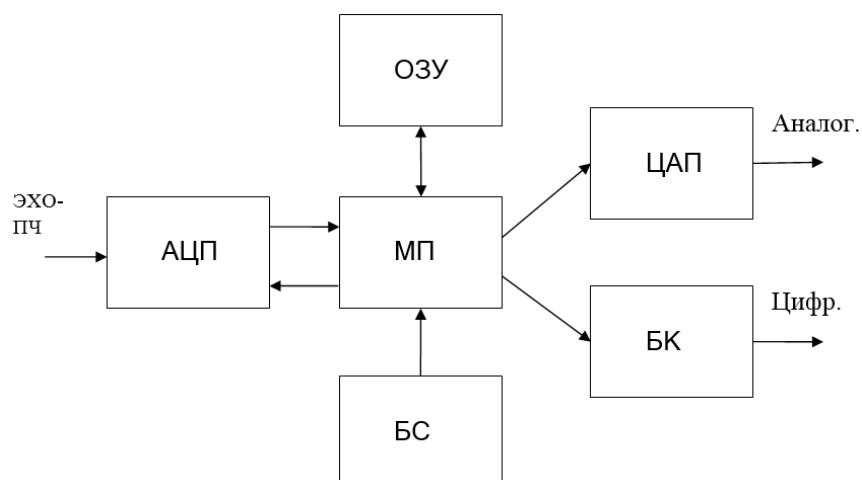 ОЗУ
Аналог.
ЦАП
ЭХО-
ПЧ
АЦП
МП
Цифр.
БК
БС